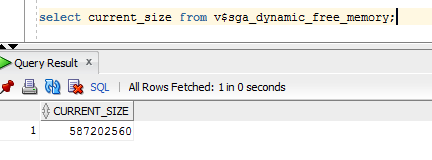 select current_size from v$sga_dynamic_free_memory;
Query Result ×
SQL | All Rows Fetched: 1 in 0 seconds
CURRENT_SIZE
1 587202560